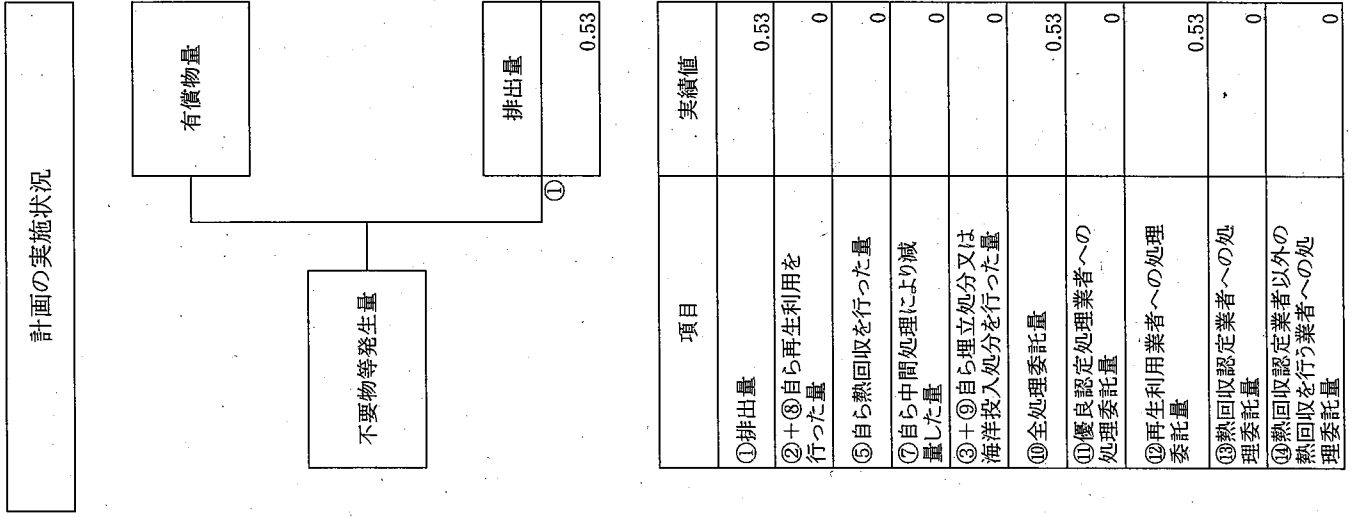 計画の実施状況
不要物等発生量
有償物量
①
排出量
0.53
項目
実績値
①排出量
0.53
②+⑧自ら再生利用を
行った量
0
⑤自ら熱回収を行った量
0
⑦自ら中間処理により減
量した量
0
③+⑨自ら埋立処分又は
海洋投入処分を行った量
0
⑩全処理委託量
0.53
⑪優良認定処理業者への
処理委託量
0
⑫再生利用業者への処理
委託量
0.53
⑬熱回収認定業者への処
理委託量
0
⑭熱回収認定業者以外の
熱回収を行う業者への処
理委託量
0